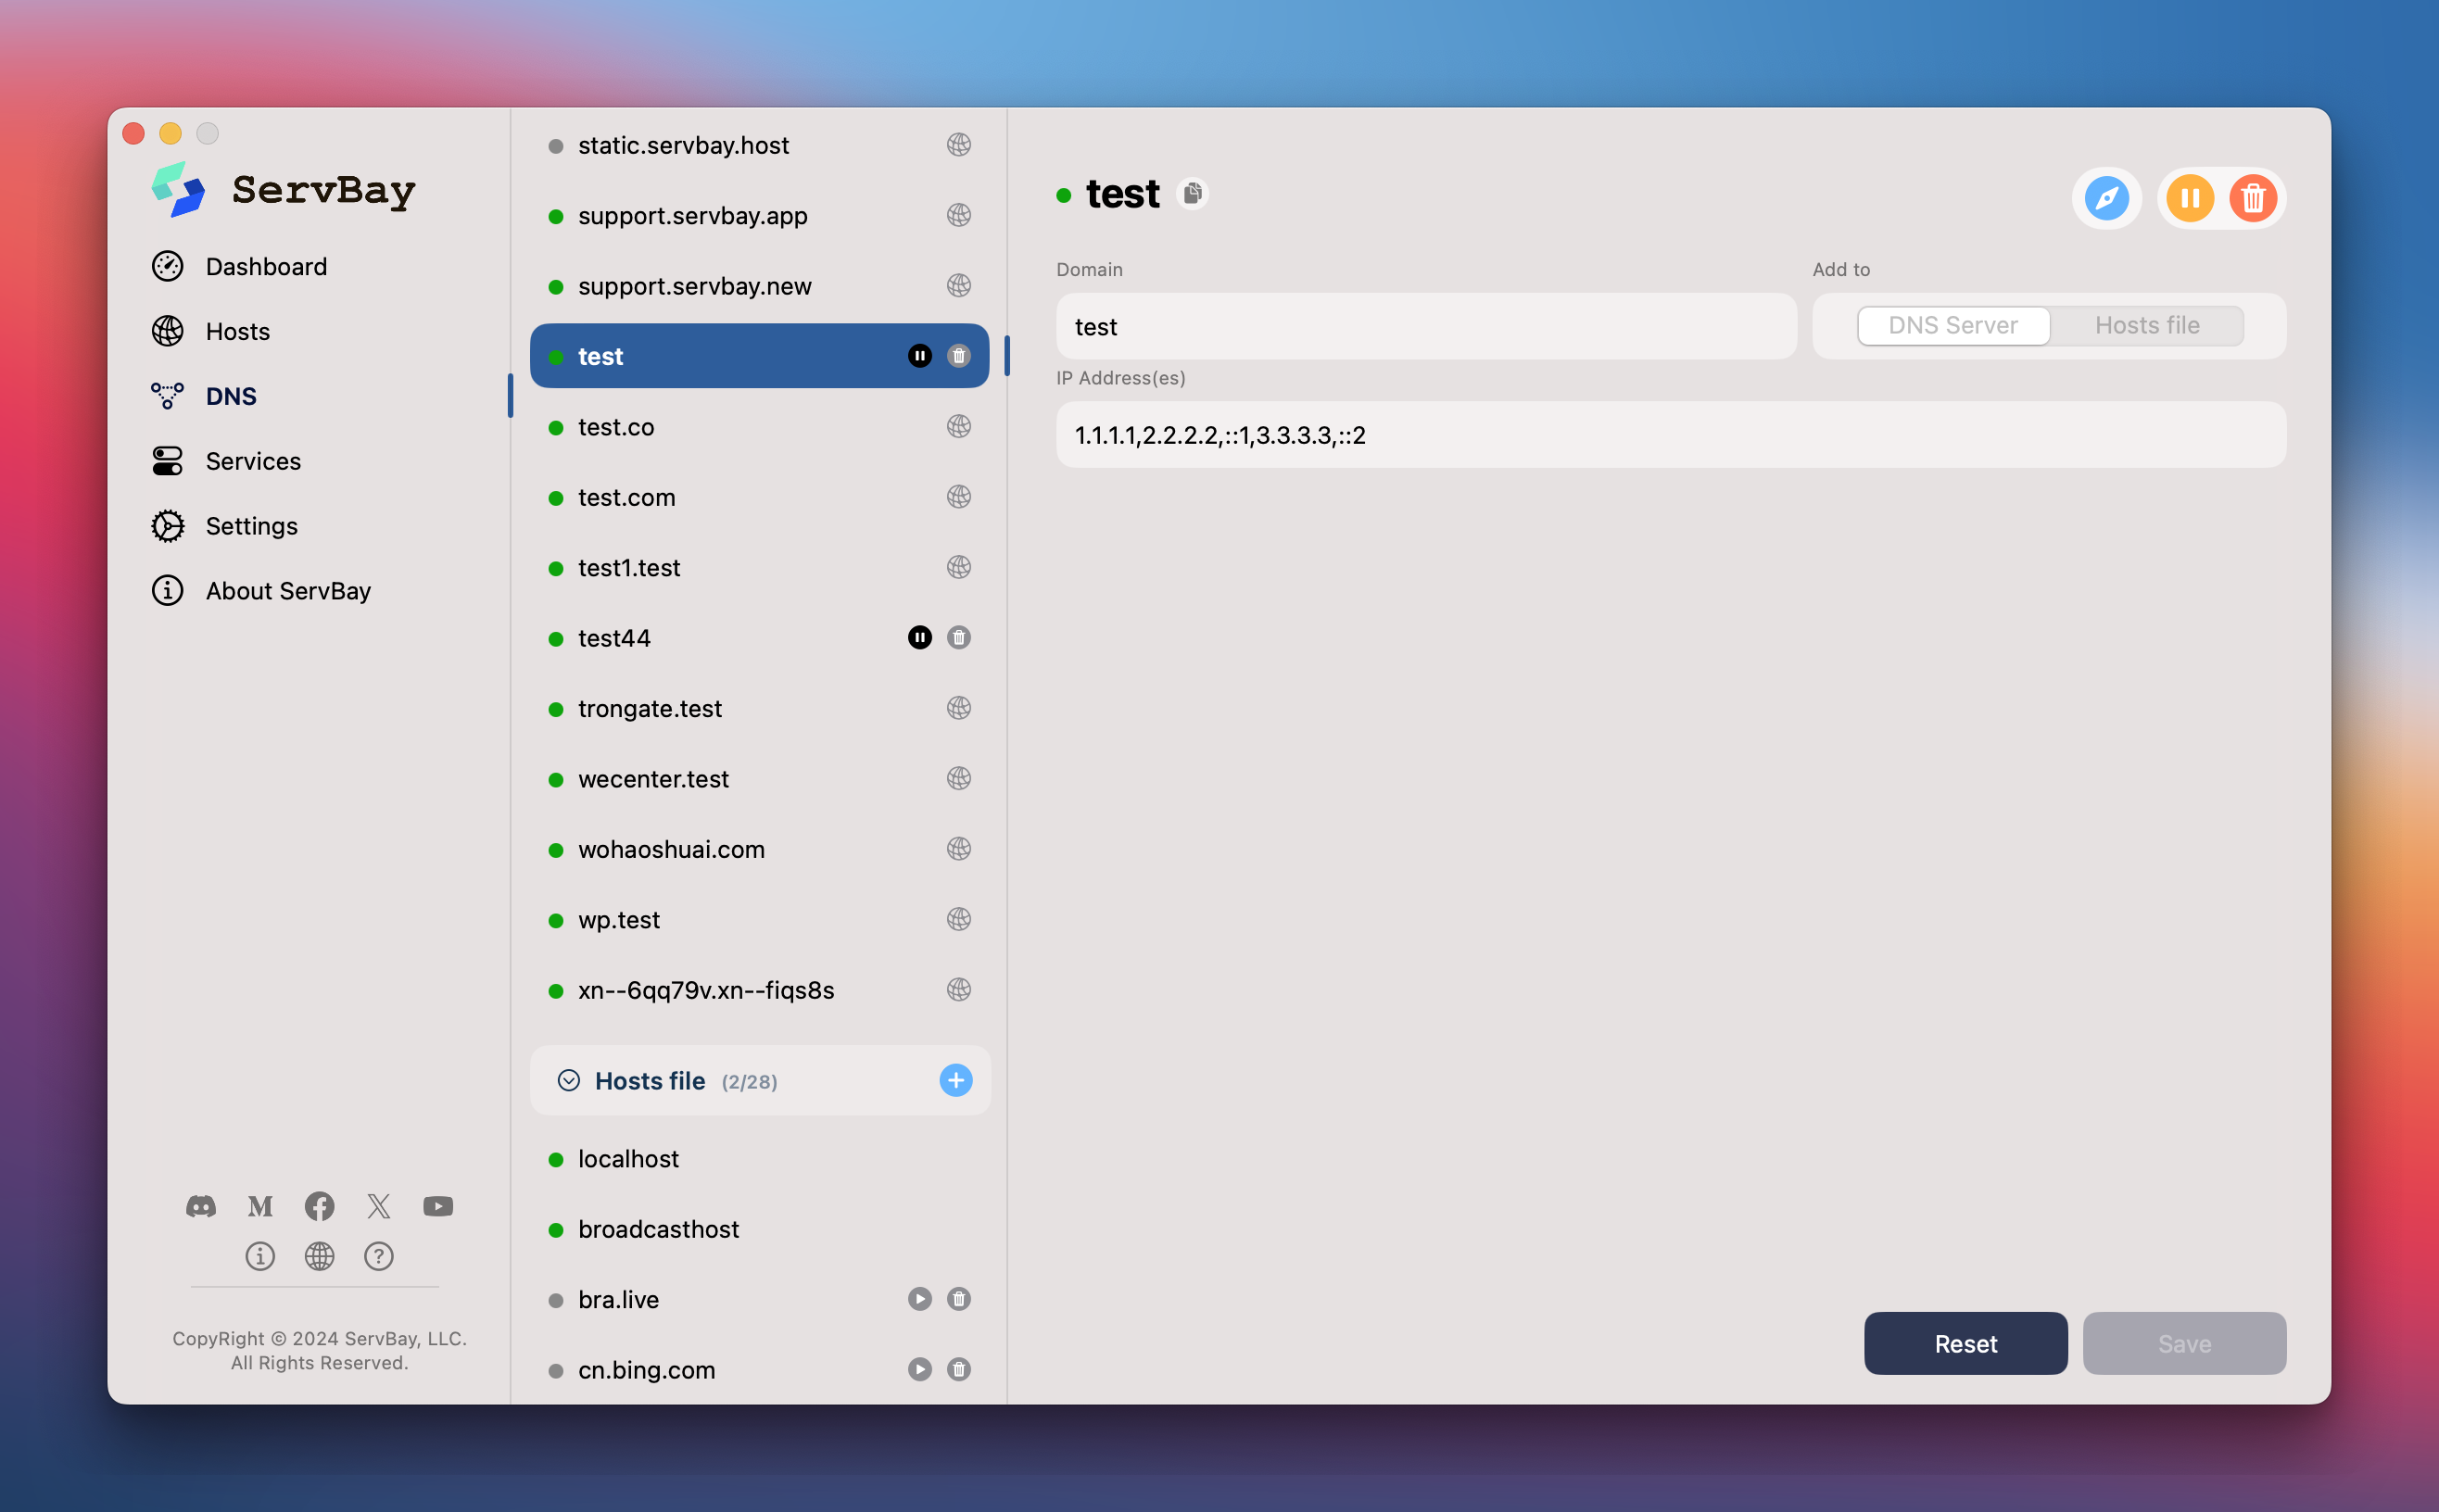 ServBay
Dashboard
Hosts
DNS
Services
Settings
About ServBay
CopyRight © 2024 ServBay, LLC.
All Rights Reserved.
static.servbay.host
support.servbay.app
support.servbay.new
test
test.co
test.com
test1.test
test44
trongate.test
wecenter.test
wohaoshuai.com
wp.test
xn--6qq79v.xn--fiqs8s
Hosts file (2/28)
localhost
broadcasthost
bra.live
cn.bing.com
test
Domain
Add to
test
DNS Server
Hosts file
IP Address(es)
1.1.1.1,2.2.2.2,::1,3.3.3.3,::2
Reset
Save